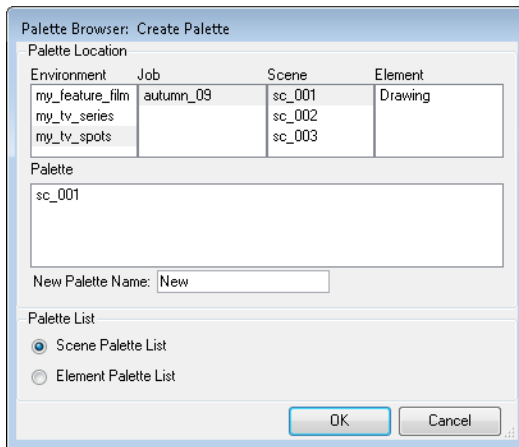 Palette Browser: Create Palette
Palette Location
Environment Job Scene Element
my_feature_film autumn_09 sc_001 Drawing
my_tv_series sc_002
my_tv_spots sc_003
Palette
sc_001
New Palette Name: New
Palette List
Scene Palette List
Element Palette List
OK Cancel